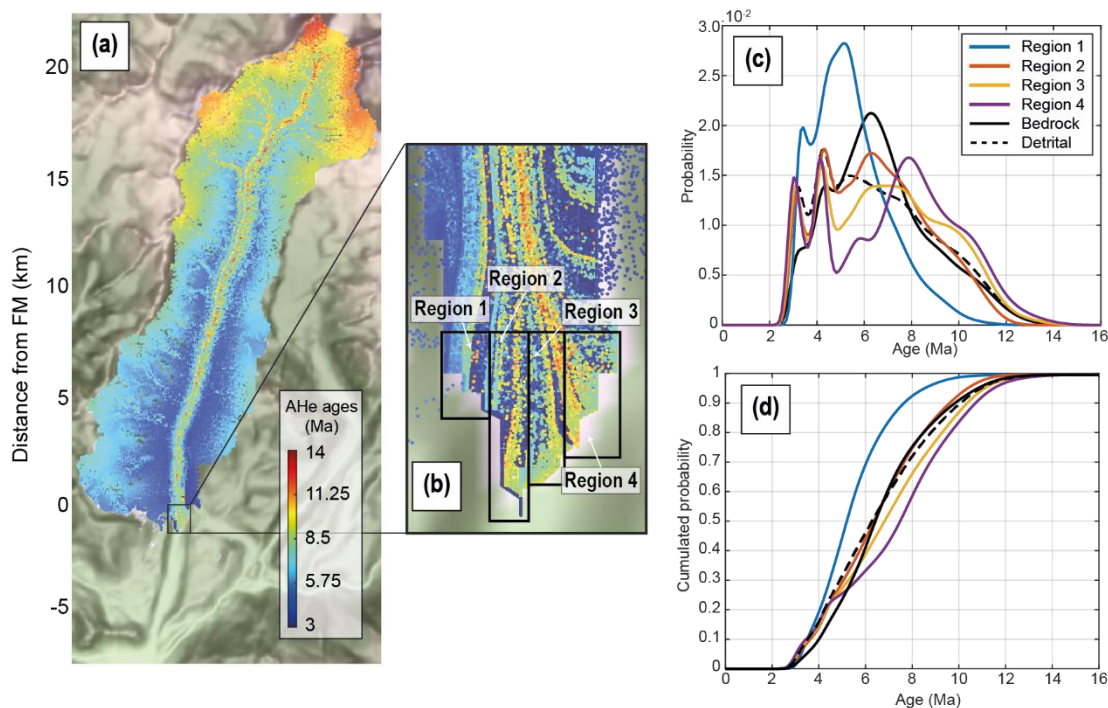 (a)
20
15
10
5
0
-5
Distance from FM (km)
AHe ages
(Ma)
14
11.25
8.5
5.75
3
Region 1
Region 2
Region 3
Region 4
(b)
(c)
3.0×10⁻²
2.5
2.0
1.5
1.0
0.5
0
Probability
0 2 4 6 8 10 12 14 16
Age (Ma)
Region 1
Region 2
Region 3
Region 4
Bedrock
Detrital
(d)
1
0.9
0.8
0.7
0.6
0.5
0.4
0.3
0.2
0.1
0
Cumulated probability
0 2 4 6 8 10 12 14 16
Age (Ma)